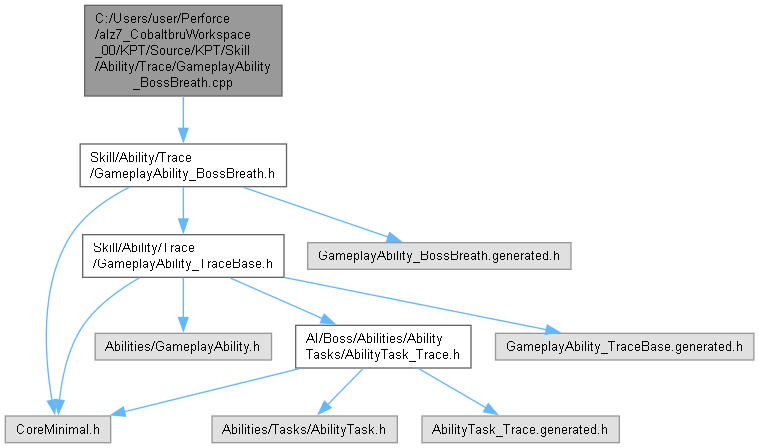 C:/Users/user/Perforce
/alz7_CobaltbruWorkspace
_00/KPT/Source/KPT/Skill
/Ability/Trace/GameplayAbility
_BossBreath.cpp
Skill/Ability/Trace
/GameplayAbility_BossBreath.h
Skill/Ability/Trace
/GameplayAbility_TraceBase.h
GameplayAbility_BossBreath.generated.h
Abilities/GameplayAbility.h
AI/Boss/Abilities/Ability
Tasks/AbilityTask_Trace.h
GameplayAbility_TraceBase.generated.h
CoreMinimal.h
Abilities/Tasks/AbilityTask.h
AbilityTask_Trace.generated.h